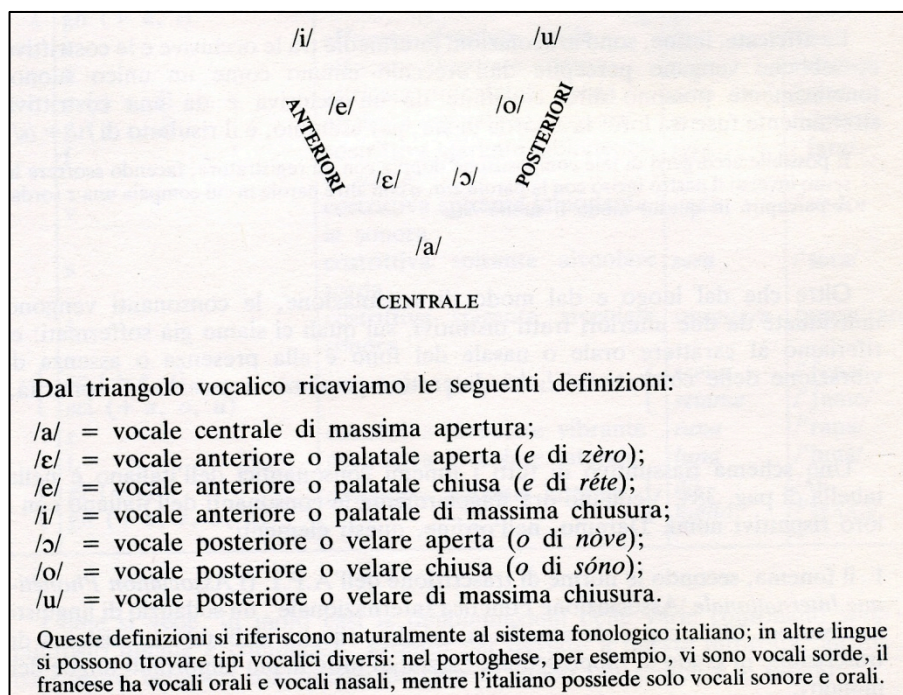 /i/ /u/
/e/ /o/
ANTERIORI POSTERIORI
/ɛ/ /ɔ/
/a/
CENTRALE
Dal triangolo vocalico ricaviamo le seguenti definizioni:
/a/ = vocale centrale di massima apertura;
/ɛ/ = vocale anteriore o palatale aperta (e di zèro);
/e/ = vocale anteriore o palatale chiusa (e di réte);
/i/ = vocale anteriore o palatale di massima chiusura;
/ɔ/ = vocale posteriore o velare aperta (o di nòve);
/o/ = vocale posteriore o velare chiusa (o di sóno);
/u/ = vocale posteriore o velare di massima chiusura.
Queste definizioni si riferiscono naturalmente al sistema fonologico italiano; in altre lingue
si possono trovare tipi vocalici diversi: nel portoghese, per esempio, vi sono vocali sorde, il
francese ha vocali orali e vocali nasali, mentre l'italiano possiede solo vocali sonore e orali.